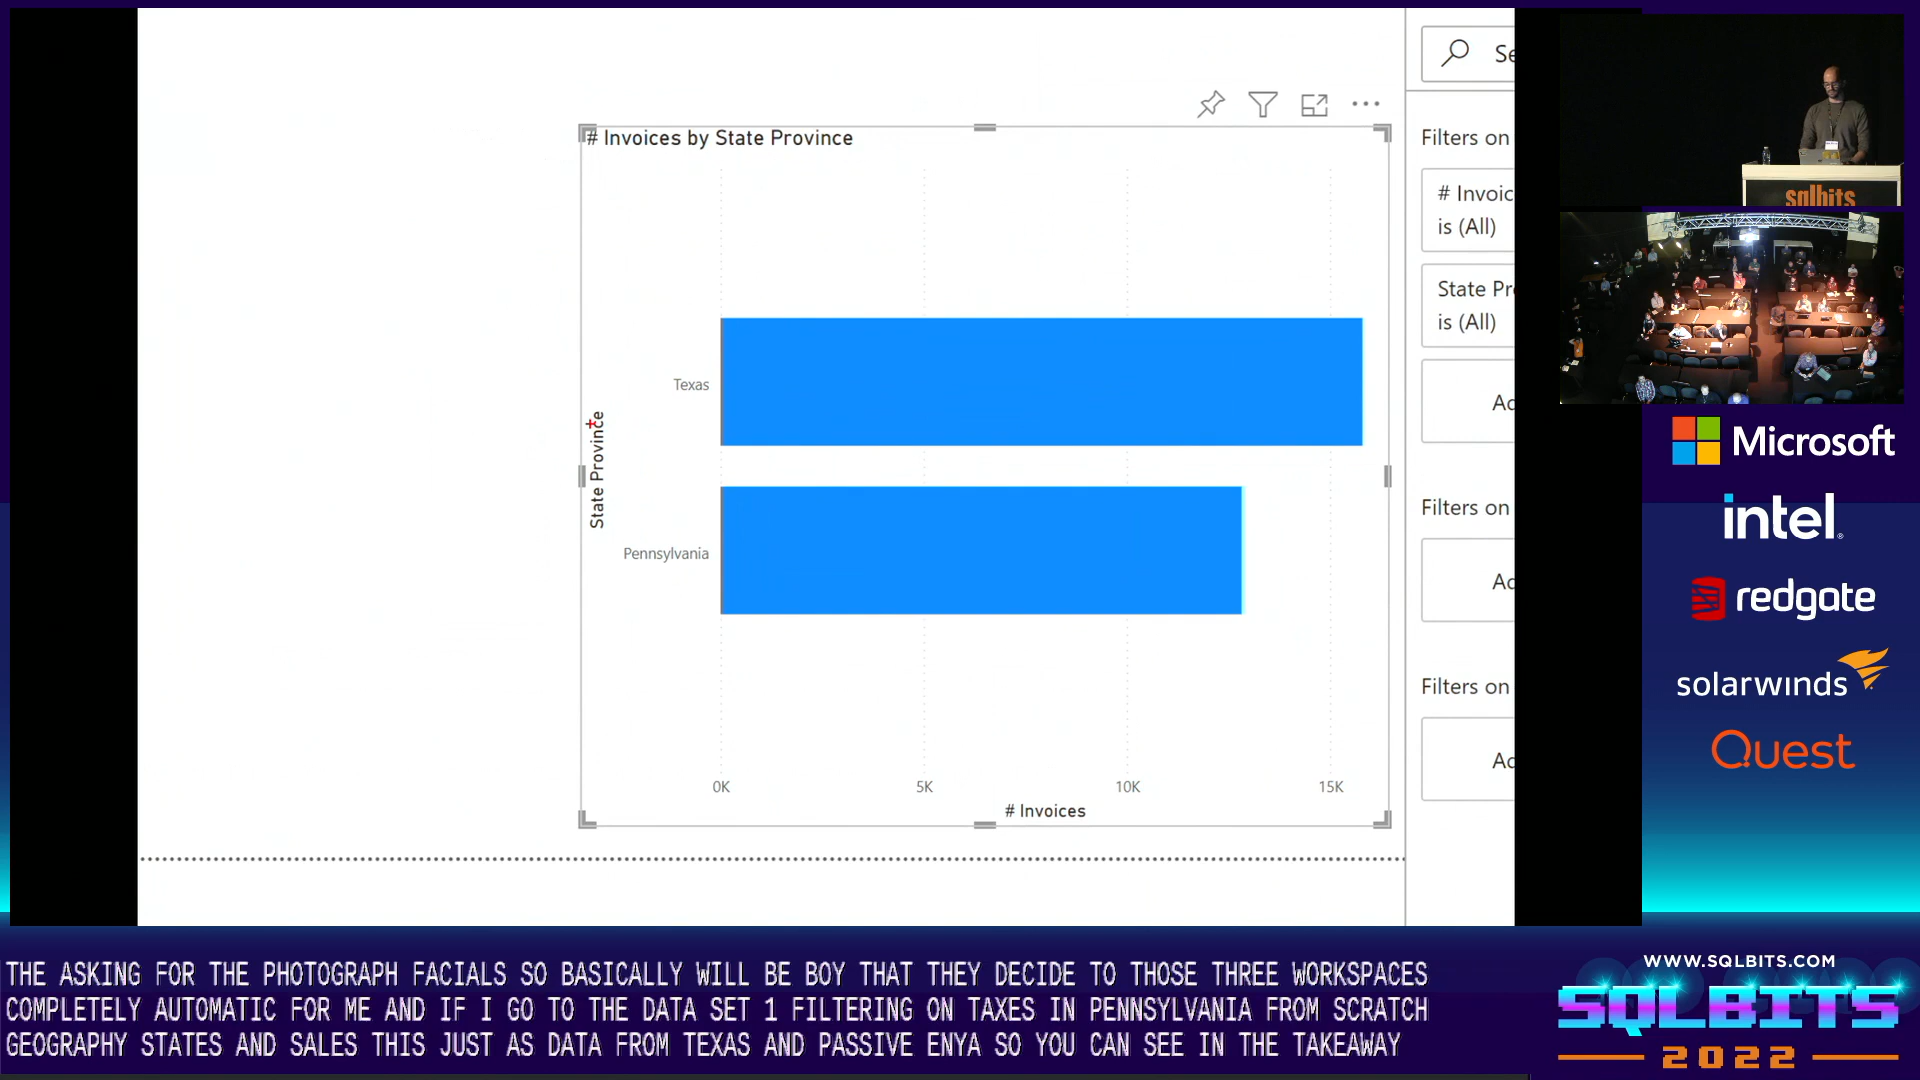 Se
# Invoices by State Province
Filters on
# Invoic
is (All)
State Pr
is (All)
Ac
Texas
State Province
Pennsylvania
Filters on
Ac
Filters on
Ac
0K 5K 10K 15K
# Invoices
sqlbits
Microsoft
intel
redgate
solarwinds
Quest
THE ASKING FOR THE PHOTOGRAPH FACIALS SO BASICALLY WILL BE BOY THAT THEY DECIDE TO THOSE THREE WORKSPACES
COMPLETELY AUTOMATIC FOR ME AND IF I GO TO THE DATA SET 1 FILTERING ON TAXES IN PENNSYLVANIA FROM SCRATCH
GEOGRAPHY STATES AND SALES THIS JUST AS DATA FROM TEXAS AND PASSIVE ENYA SO YOU CAN SEE IN THE TAKEAWAY
WWW.SQLBITS.COM
SQLBITS
2022